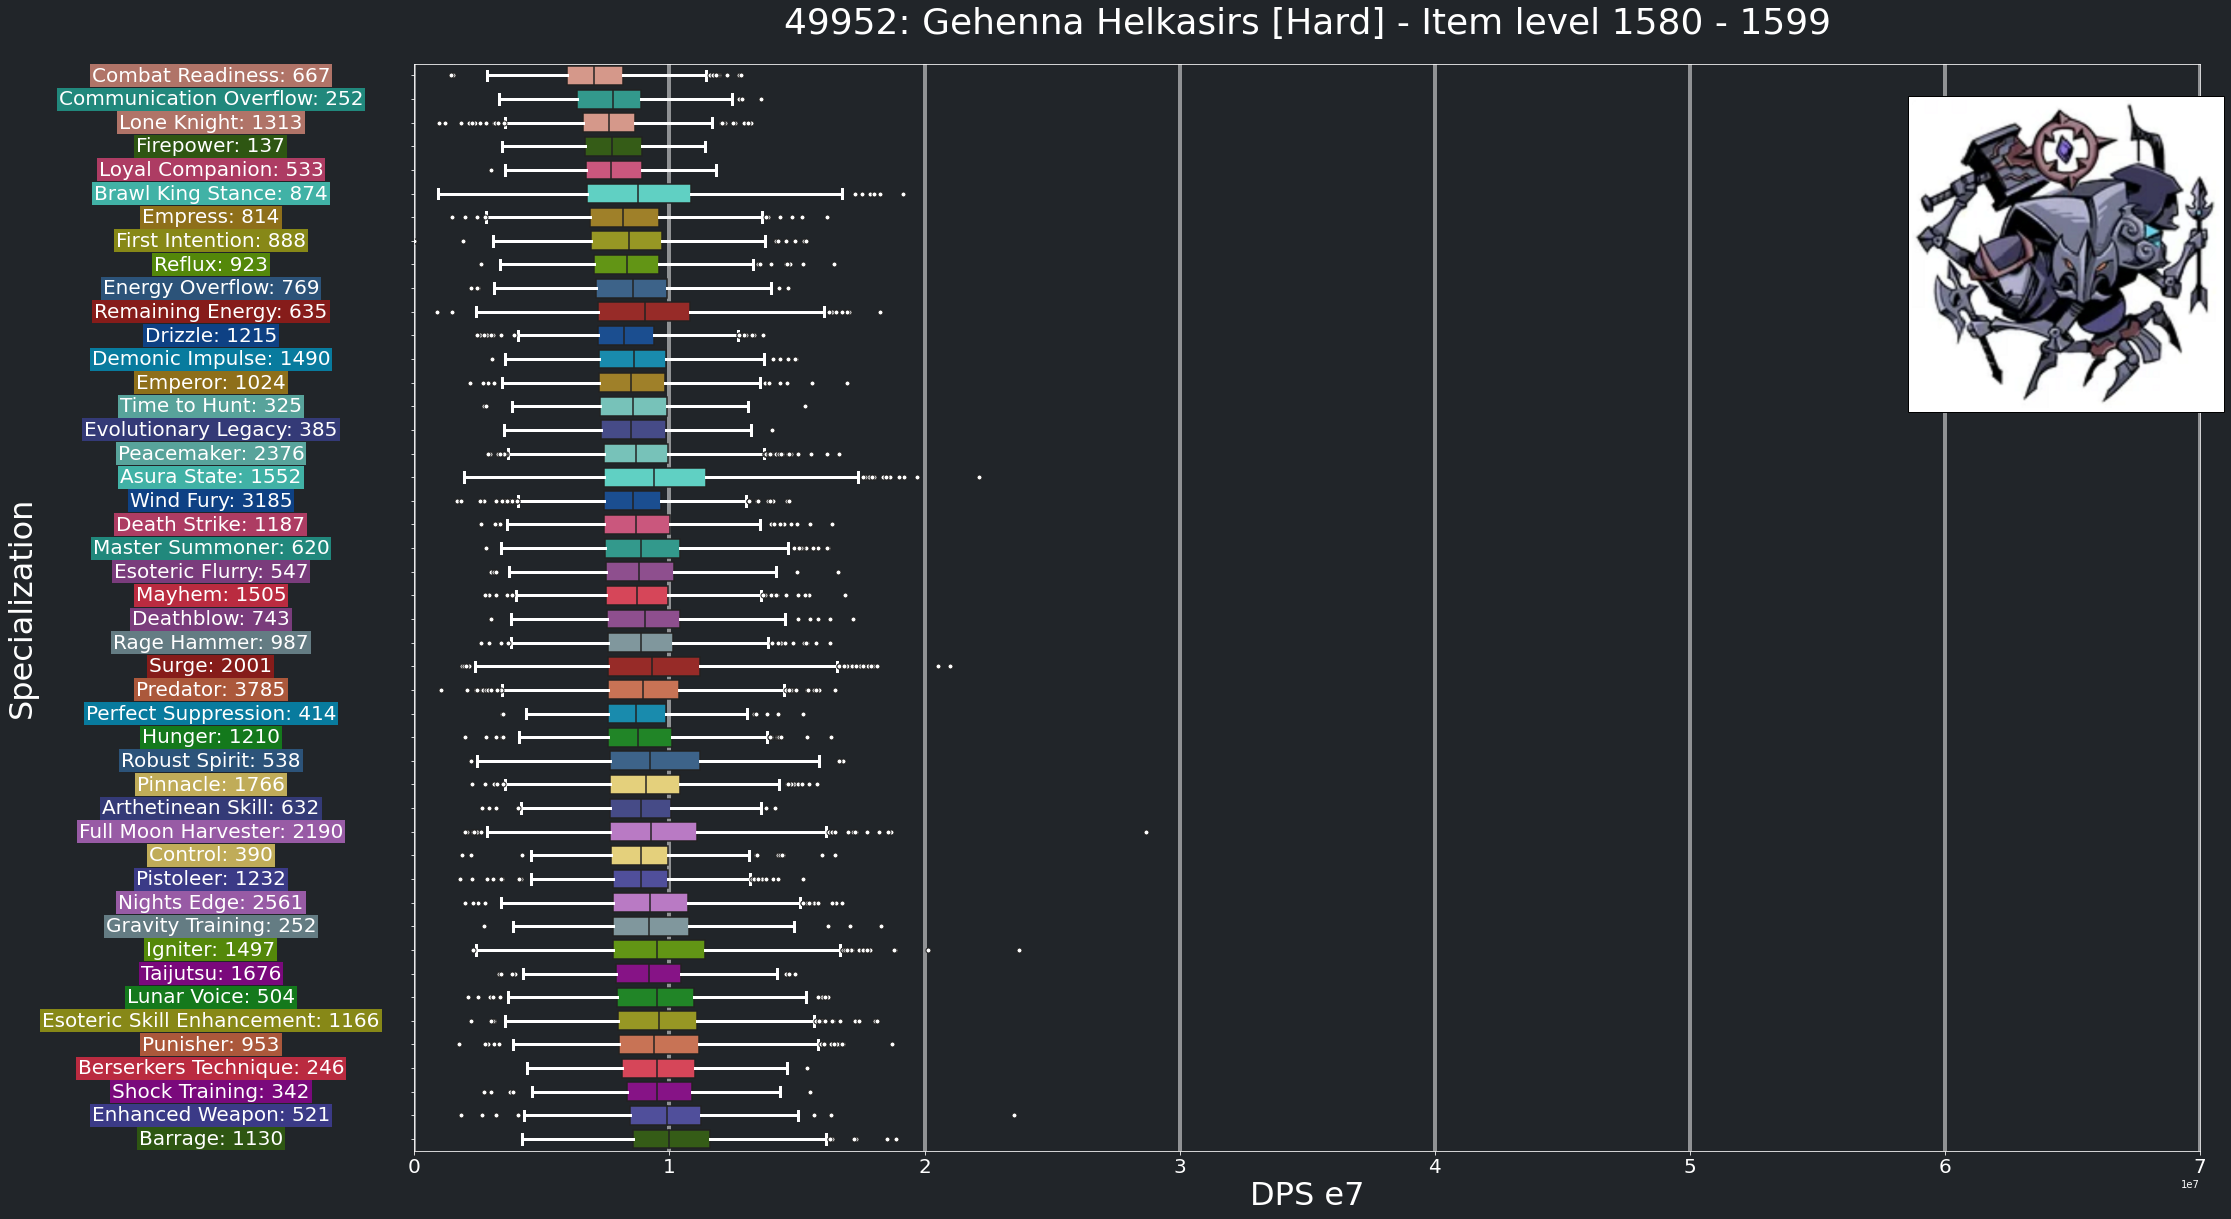 49952: Gehenna Helkasirs [Hard] - Item level 1580 - 1599
Specialization
Combat Readiness: 667
Communication Overflow: 252
Lone Knight: 1313
Firepower: 137
Loyal Companion: 533
Brawl King Stance: 874
Empress: 814
First Intention: 888
Reflux: 923
Energy Overflow: 769
Remaining Energy: 635
Drizzle: 1215
Demonic Impulse: 1490
Emperor: 1024
Time to Hunt: 325
Evolutionary Legacy: 385
Peacemaker: 2376
Asura State: 1552
Wind Fury: 3185
Death Strike: 1187
Master Summoner: 620
Esoteric Flurry: 547
Mayhem: 1505
Deathblow: 743
Rage Hammer: 987
Surge: 2001
Predator: 3785
Perfect Suppression: 414
Hunger: 1210
Robust Spirit: 538
Pinnacle: 1766
Arthetinean Skill: 632
Full Moon Harvester: 2190
Control: 390
Pistoleer: 1232
Nights Edge: 2561
Gravity Training: 252
Igniter: 1497
Taijutsu: 1676
Lunar Voice: 504
Esoteric Skill Enhancement: 1166
Punisher: 953
Berserkers Technique: 246
Shock Training: 342
Enhanced Weapon: 521
Barrage: 1130
0 1 2 3 4 5 6 7
1e7
DPS e7